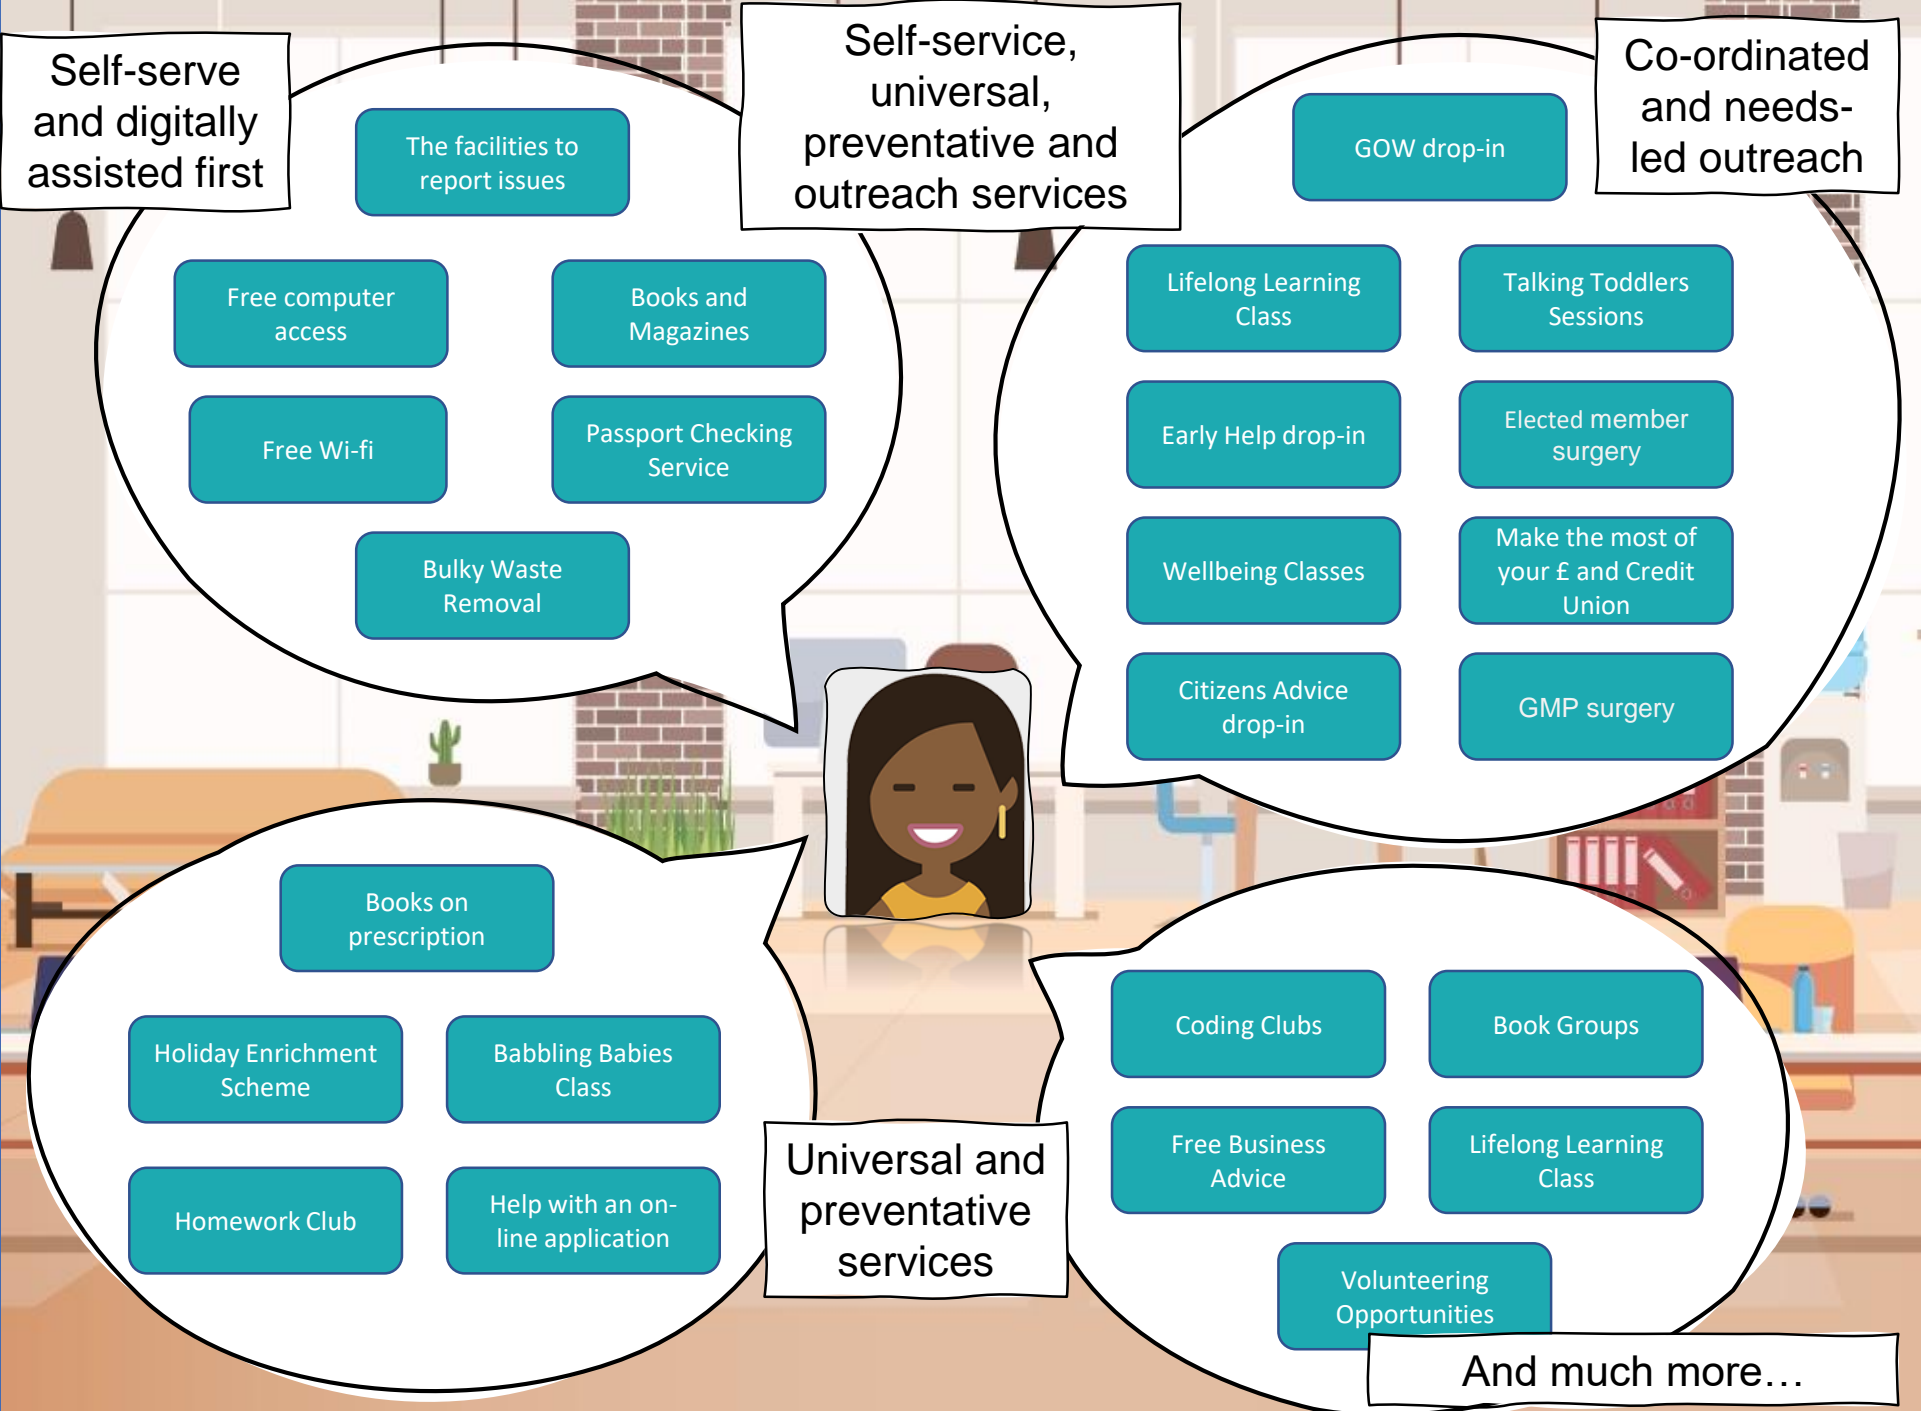 Self-serve
and digitally
assisted first
Self-service,
universal,
preventative and
outreach services
Co-ordinated
and needs-
led outreach
The facilities to
report issues
Free computer
access
Books and
Magazines
Free Wi-fi
Passport Checking
Service
Bulky Waste
Removal
GOW drop-in
Lifelong Learning
Class
Talking Toddlers
Sessions
Early Help drop-in
Elected member
surgery
Wellbeing Classes
Make the most of
your £ and Credit
Union
Citizens Advice
drop-in
GMP surgery
Books on
prescription
Holiday Enrichment
Scheme
Babbling Babies
Class
Homework Club
Help with an on-
line application
Universal and
preventative
services
Coding Clubs
Book Groups
Free Business
Advice
Lifelong Learning
Class
Volunteering
Opportunities
And much more…